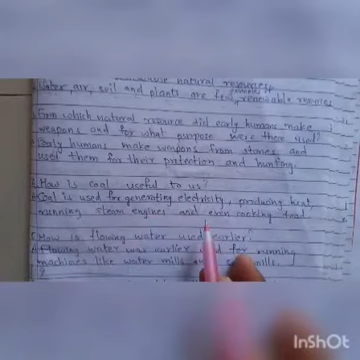 natural resources
Water, air, soil and plants are few renewable resources
From which natural resource did early humans make
weapons and for what purpose were there used?
Early humans make weapons from stones and
used them for their protection and hunting.
How is coal useful to us?
Coal is used for generating electricity, producing heat,
running steam engines and even cooking food
How is flowing water used earlier?
Flowing water was earlier used for running
machines like water mills mills.
InShOt